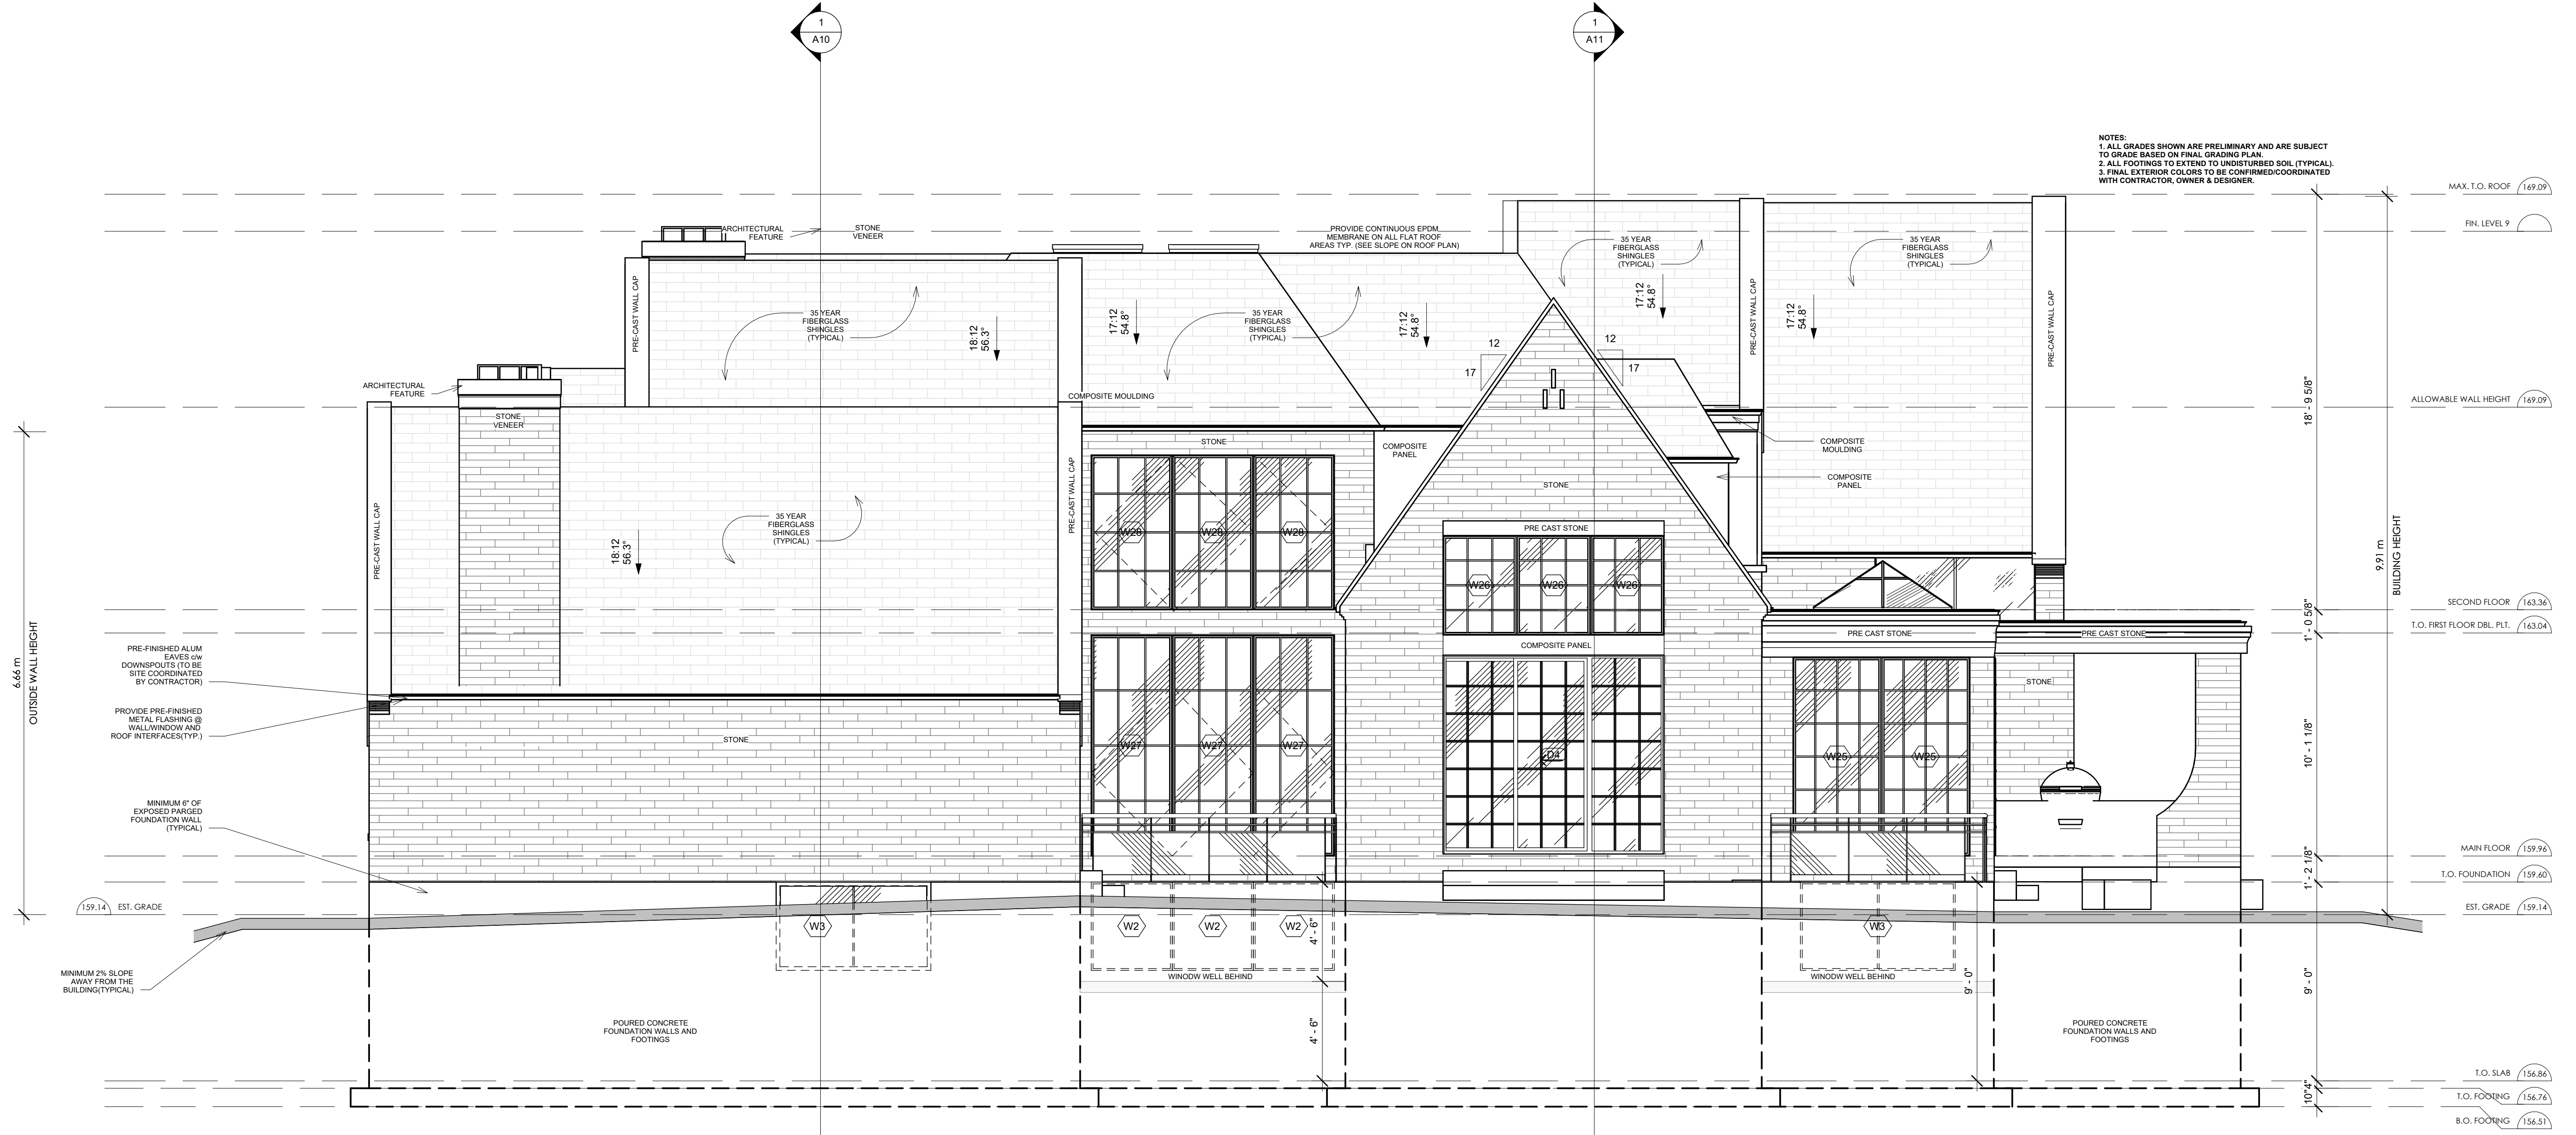 1
A10
1
A11
NOTES:
1. ALL GRADES SHOWN ARE PRELIMINARY AND ARE SUBJECT
TO GRADE BASED ON FINAL GRADING PLAN.
2. ALL FOOTINGS TO EXTEND TO UNDISTURBED SOIL (TYPICAL).
3. FINAL EXTERIOR COLORS TO BE CONFIRMED/COORDINATED
WITH CONTRACTOR, OWNER & DESIGNER.
MAX. T.O. ROOF 169.09
FIN. LEVEL 9
ARCHITECTURAL
FEATURE
STONE
VENEER
PROVIDE CONTINUOUS EPDM
MEMBRANE ON ALL FLAT ROOF
AREAS TYP. (SEE SLOPE ON ROOF PLAN)
35 YEAR
FIBERGLASS
SHINGLES
(TYPICAL)
35 YEAR
FIBERGLASS
SHINGLES
(TYPICAL)
PRE-CAST WALL CAP
35 YEAR
FIBERGLASS
SHINGLES
(TYPICAL)
18:12
56.3°
17:12
54.8°
35 YEAR
FIBERGLASS
SHINGLES
(TYPICAL)
17:12
54.8°
17:12
54.8°
PRE-CAST WALL CAP
17:12
54.8°
PRE-CAST WALL CAP
12
17
12
17
ARCHITECTURAL
FEATURE
COMPOSITE MOULDING
ALLOWABLE WALL HEIGHT 169.09
18' - 9 5/8"
STONE
VENEER
STONE
COMPOSITE
PANEL
COMPOSITE
MOULDING
COMPOSITE
PANEL
STONE
PRE-CAST WALL CAP
PRE-CAST WALL CAP
35 YEAR
FIBERGLASS
SHINGLES
(TYPICAL)
18:12
56.3°
W28
W28
W28
PRE CAST STONE
W26
W26
W26
9.91 m
BUILDING HEIGHT
6.66 m
OUTSIDE WALL HEIGHT
SECOND FLOOR 163.36
1' - 0 5/8"
T.O. FIRST FLOOR DBL. PLT. 163.04
PRE CAST STONE
PRE CAST STONE
COMPOSITE PANEL
PRE-FINISHED ALUM
EAVES c/w
DOWNSPOUTS (TO BE
SITE COORDINATED
BY CONTRACTOR)
PROVIDE PRE-FINISHED
METAL FLASHING @
WALL/WINDOW AND
ROOF INTERFACES(TYP.)
STONE
STONE
W27
W27
W27
D4
W25
W25
10' - 1 1/8"
MINIMUM 6" OF
EXPOSED PARGED
FOUNDATION WALL
(TYPICAL)
MAIN FLOOR 159.96
1' - 2 1/8"
T.O. FOUNDATION 159.60
159.14 EST. GRADE
EST. GRADE 159.14
W3
W2
W2
W2
4' - 6"
W3
MINIMUM 2% SLOPE
AWAY FROM THE
BUILDING(TYPICAL)
WINODW WELL BEHIND
WINODW WELL BEHIND
9' - 0"
9' - 0"
POURED CONCRETE
FOUNDATION WALLS AND
FOOTINGS
4' - 6"
POURED CONCRETE
FOUNDATION WALLS AND
FOOTINGS
T.O. SLAB 156.86
4"
T.O. FOOTING 156.76
10"
B.O. FOOTING 156.51